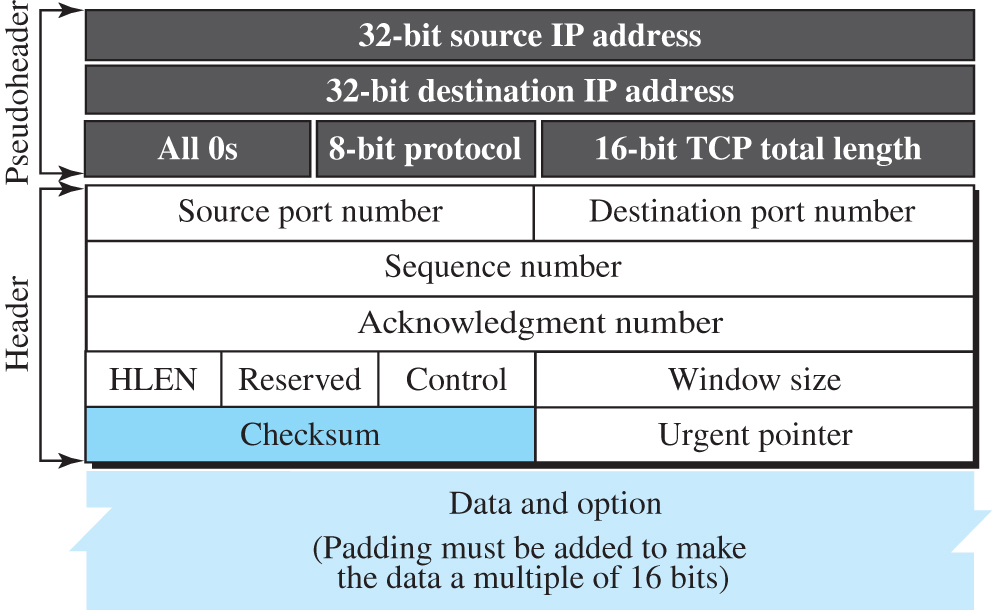 Pseudoheader
32-bit source IP address
32-bit destination IP address
All 0s
8-bit protocol
16-bit TCP total length
Header
Source port number
Destination port number
Sequence number
Acknowledgment number
HLEN
Reserved
Control
Window size
Checksum
Urgent pointer
Data and option
(Padding must be added to make
the data a multiple of 16 bits)